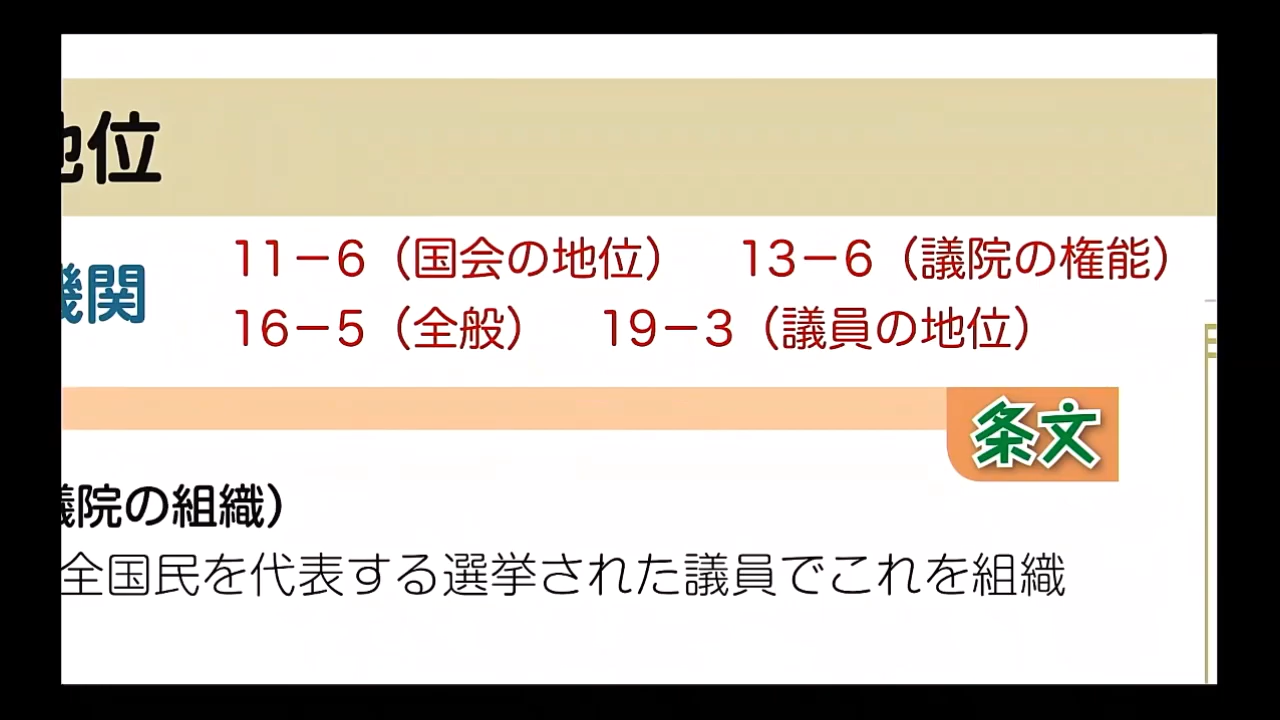 地位
機関
11−6（国会の地位）　13−6（議院の権能）
16−5（全般）　19−3（議員の地位）
条文
議院の組織）
全国民を代表する選挙された議員でこれを組織